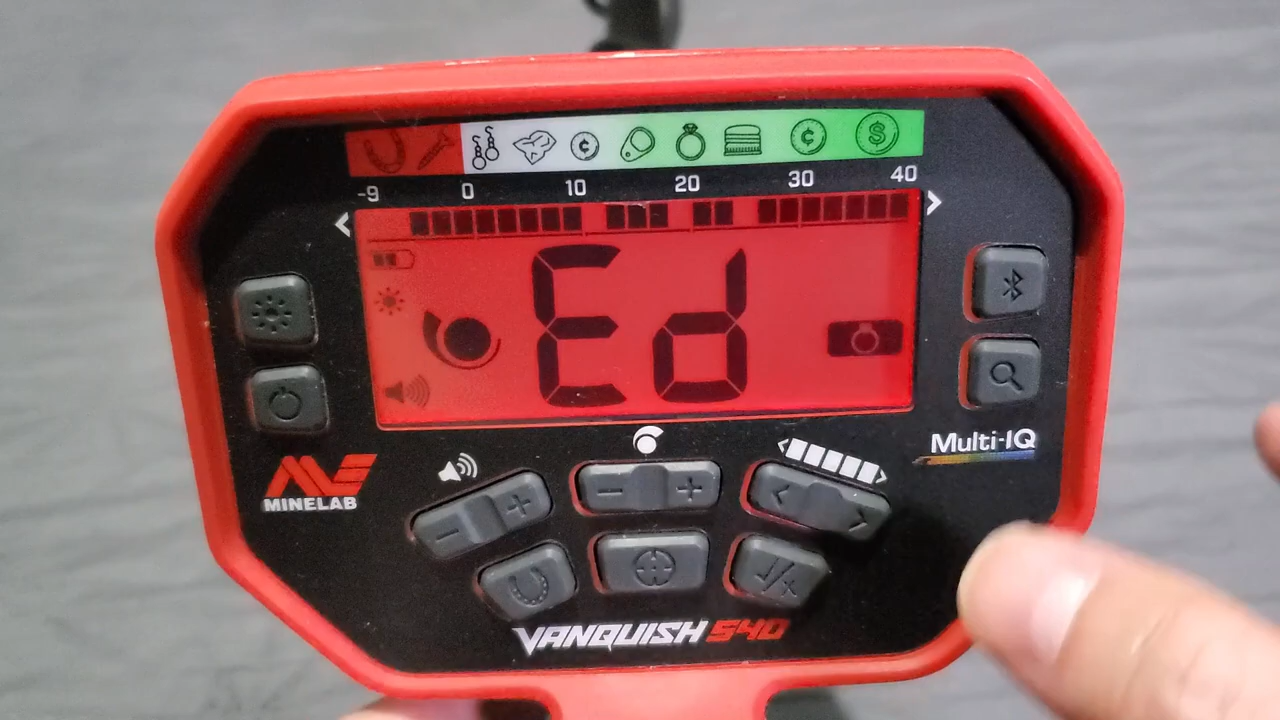 ¢ ¢ $
-9 0 10 20 30 40
< >
Ed
Multi-IQ
MINELAB
- + - + < >
√/x
VANQUISH 540